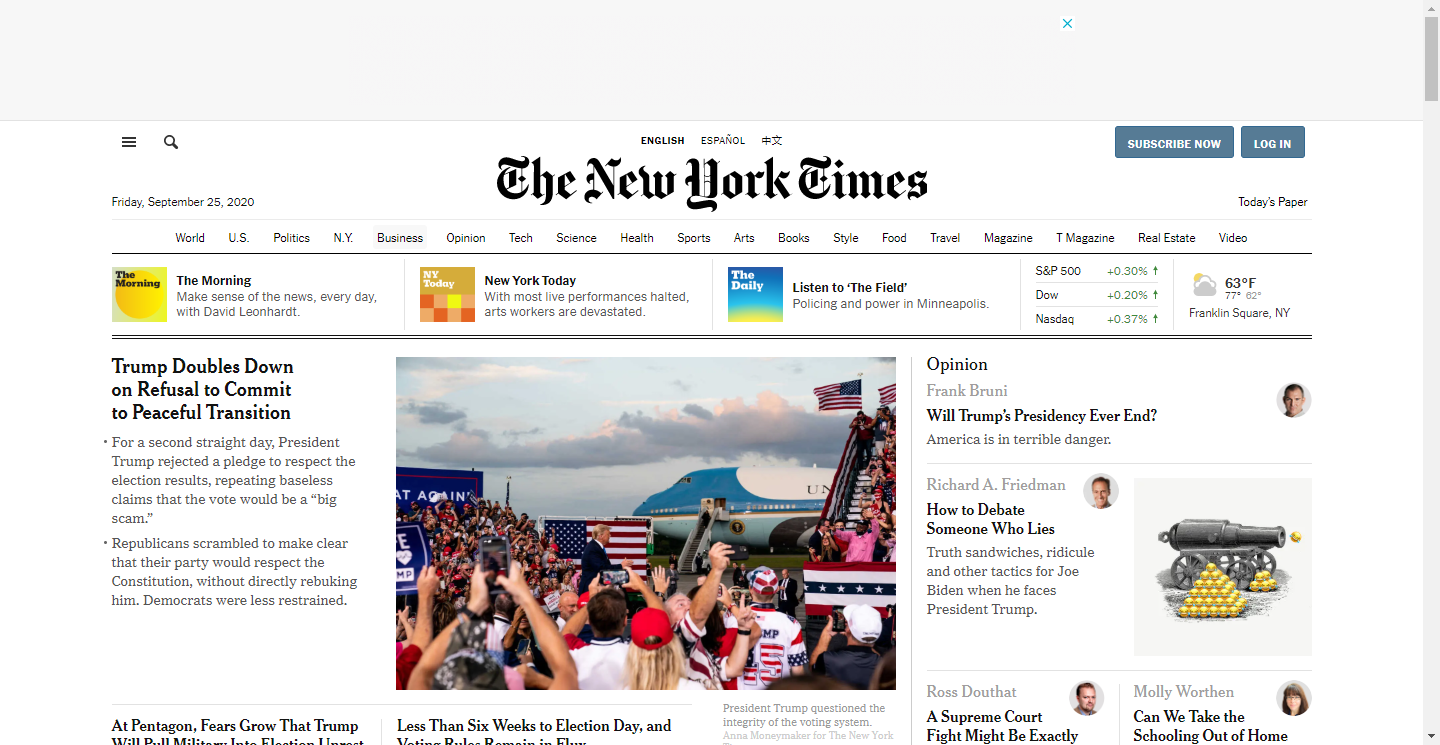 ENGLISH ESPAÑOL 中文
SUBSCRIBE NOW LOG IN
The New York Times
Friday, September 25, 2020
Today's Paper
World U.S. Politics N.Y. Business Opinion Tech Science Health Sports Arts Books Style Food Travel Magazine T Magazine Real Estate Video
The
Morning
The Morning
Make sense of the news, every day,
with David Leonhardt.
NY
Today
New York Today
With most live performances halted,
arts workers are devastated.
The
Daily
Listen to ‘The Field’
Policing and power in Minneapolis.
S&P 500 +0.30% ↑
Dow +0.20% ↑
Nasdaq +0.37% ↑
63°F
77° 62°
Franklin Square, NY
Trump Doubles Down
on Refusal to Commit
to Peaceful Transition
• For a second straight day, President
Trump rejected a pledge to respect the
election results, repeating baseless
claims that the vote would be a “big
scam.”
• Republicans scrambled to make clear
that their party would respect the
Constitution, without directly rebuking
him. Democrats were less restrained.
AT AGAIN'
UN
Opinion
Frank Bruni
Will Trump’s Presidency Ever End?
America is in terrible danger.
Richard A. Friedman
How to Debate
Someone Who Lies
Truth sandwiches, ridicule
and other tactics for Joe
Biden when he faces
President Trump.
President Trump questioned the
integrity of the voting system.
Anna Moneymaker for The New York
At Pentagon, Fears Grow That Trump
Will Pull Military Into Election Unrest
Less Than Six Weeks to Election Day, and
Voting Rules Remain in Flux
Ross Douthat
A Supreme Court
Fight Might Be Exactly
Molly Worthen
Can We Take the
Schooling Out of Home